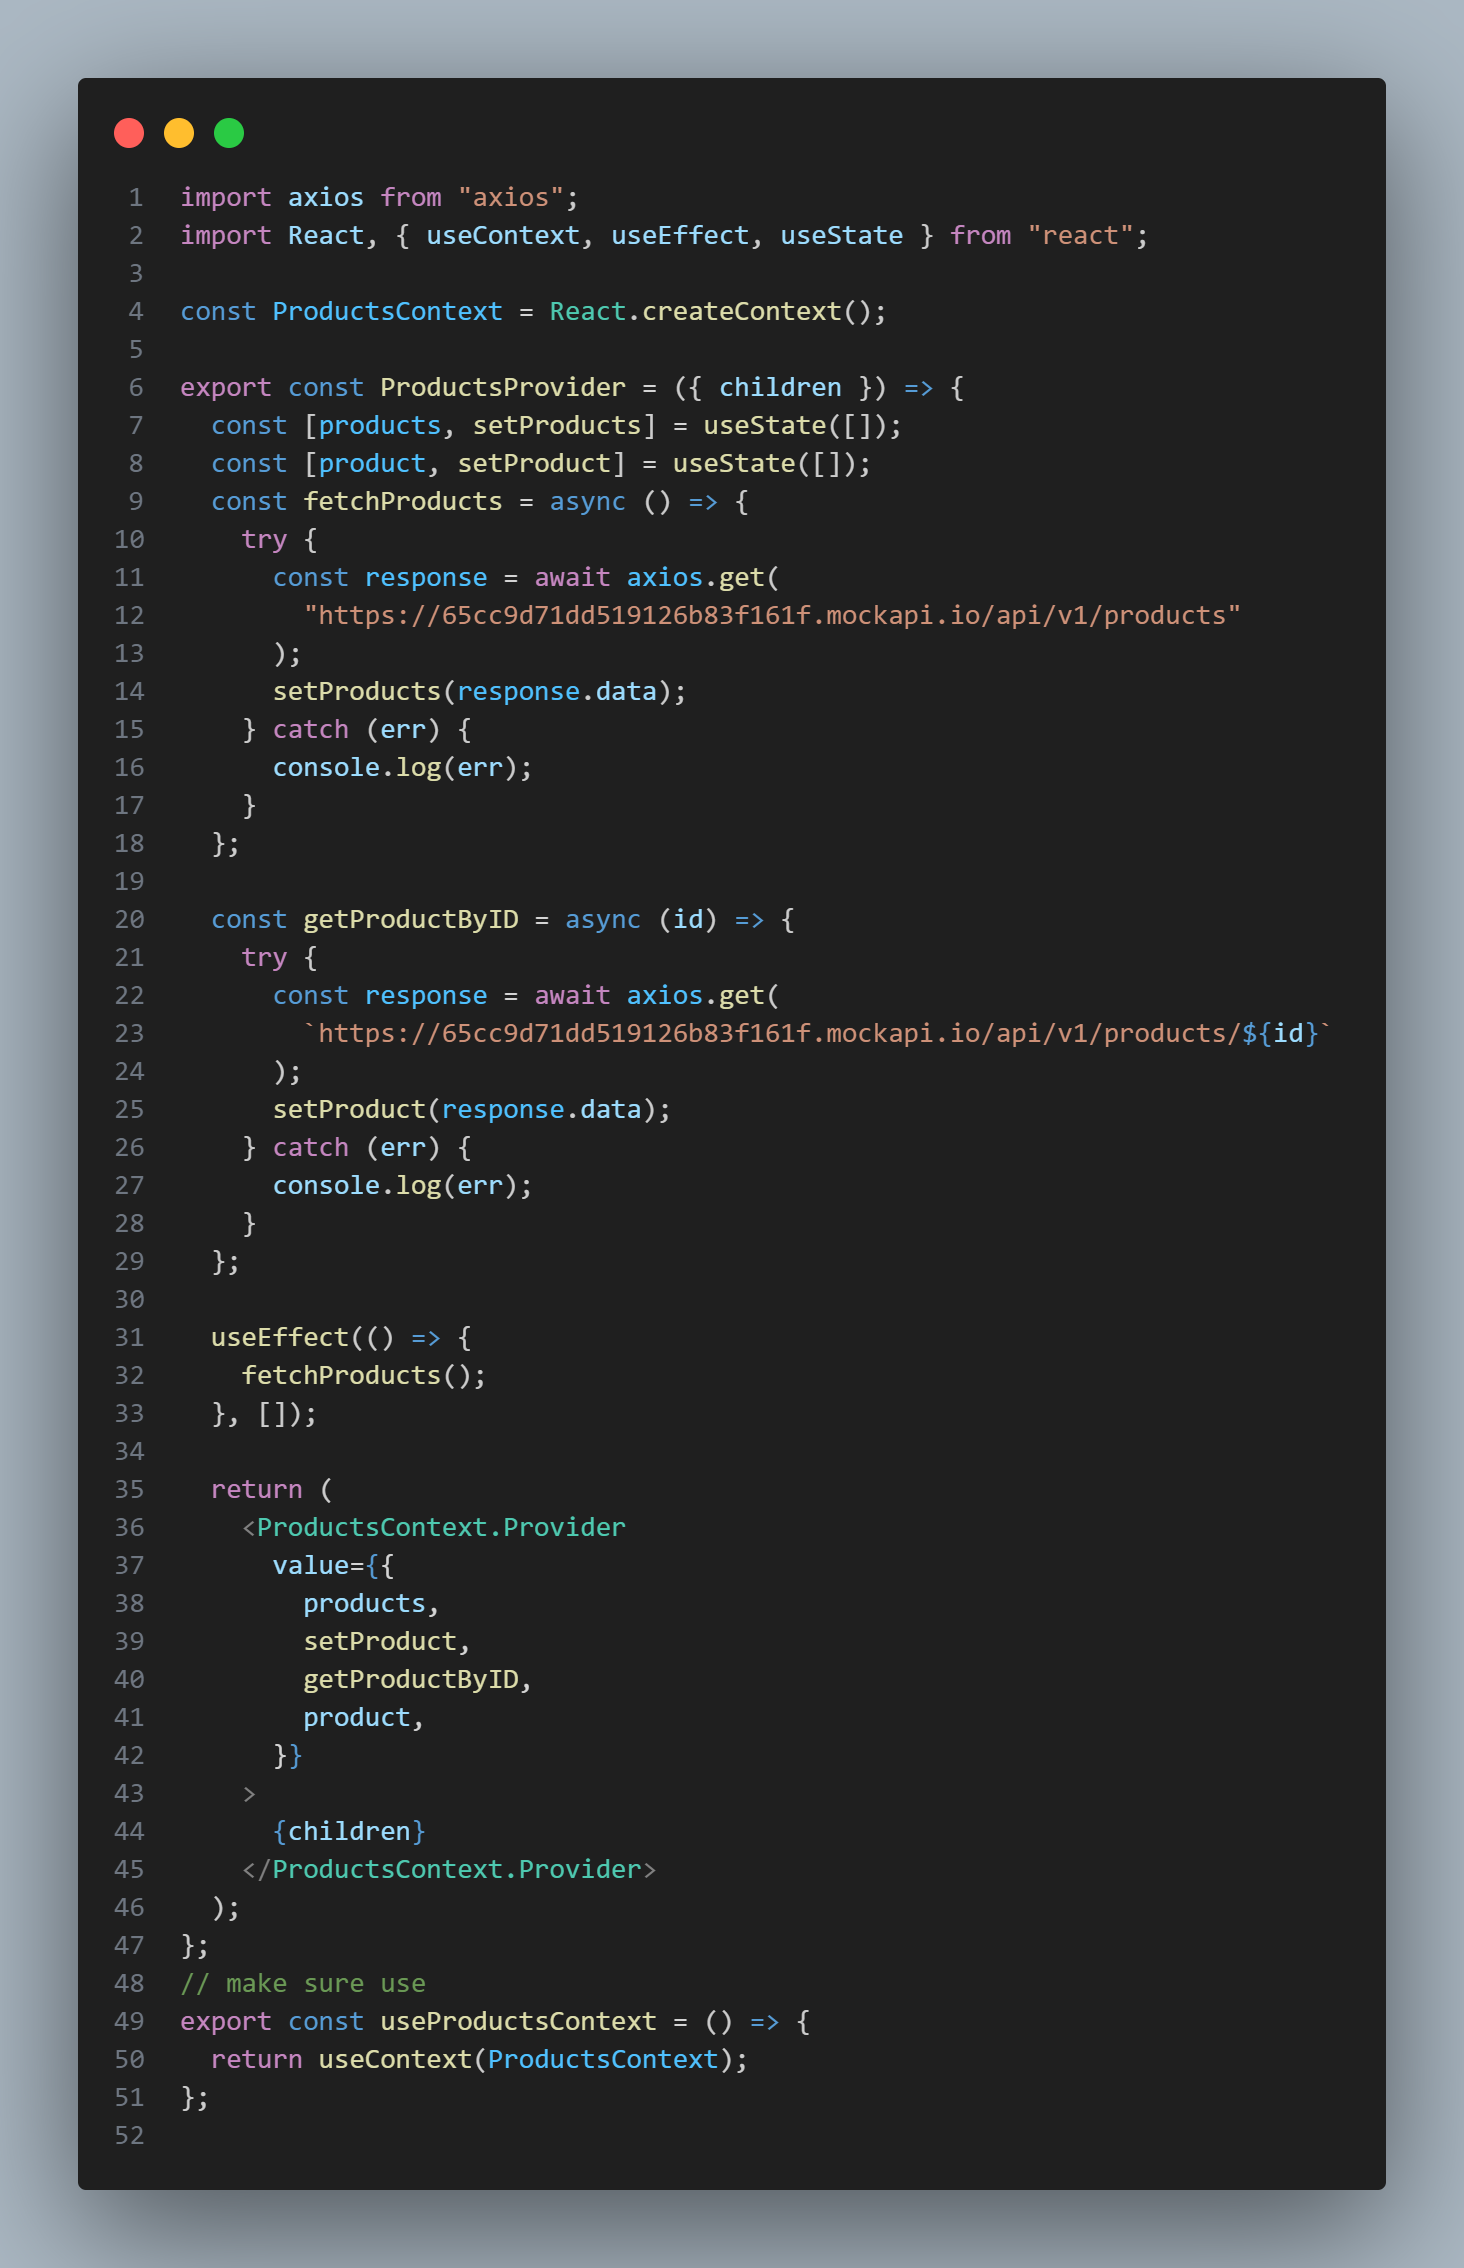 1 import axios from "axios";
2 import React, { useContext, useEffect, useState } from "react";
3
4 const ProductsContext = React.createContext();
5
6 export const ProductsProvider = ({ children }) => {
7   const [products, setProducts] = useState([]);
8   const [product, setProduct] = useState([]);
9   const fetchProducts = async () => {
10     try {
11       const response = await axios.get(
12         "https://65cc9d71dd519126b83f161f.mockapi.io/api/v1/products"
13       );
14       setProducts(response.data);
15     } catch (err) {
16       console.log(err);
17     }
18   };
19
20   const getProductByID = async (id) => {
21     try {
22       const response = await axios.get(
23         `https://65cc9d71dd519126b83f161f.mockapi.io/api/v1/products/${id}`
24       );
25       setProduct(response.data);
26     } catch (err) {
27       console.log(err);
28     }
29   };
30
31   useEffect(() => {
32     fetchProducts();
33   }, []);
34
35   return (
36     <ProductsContext.Provider
37       value={{
38         products,
39         setProduct,
40         getProductByID,
41         product,
42       }}
43     >
44       {children}
45     </ProductsContext.Provider>
46   );
47 };
48 // make sure use
49 export const useProductsContext = () => {
50   return useContext(ProductsContext);
51 };
52